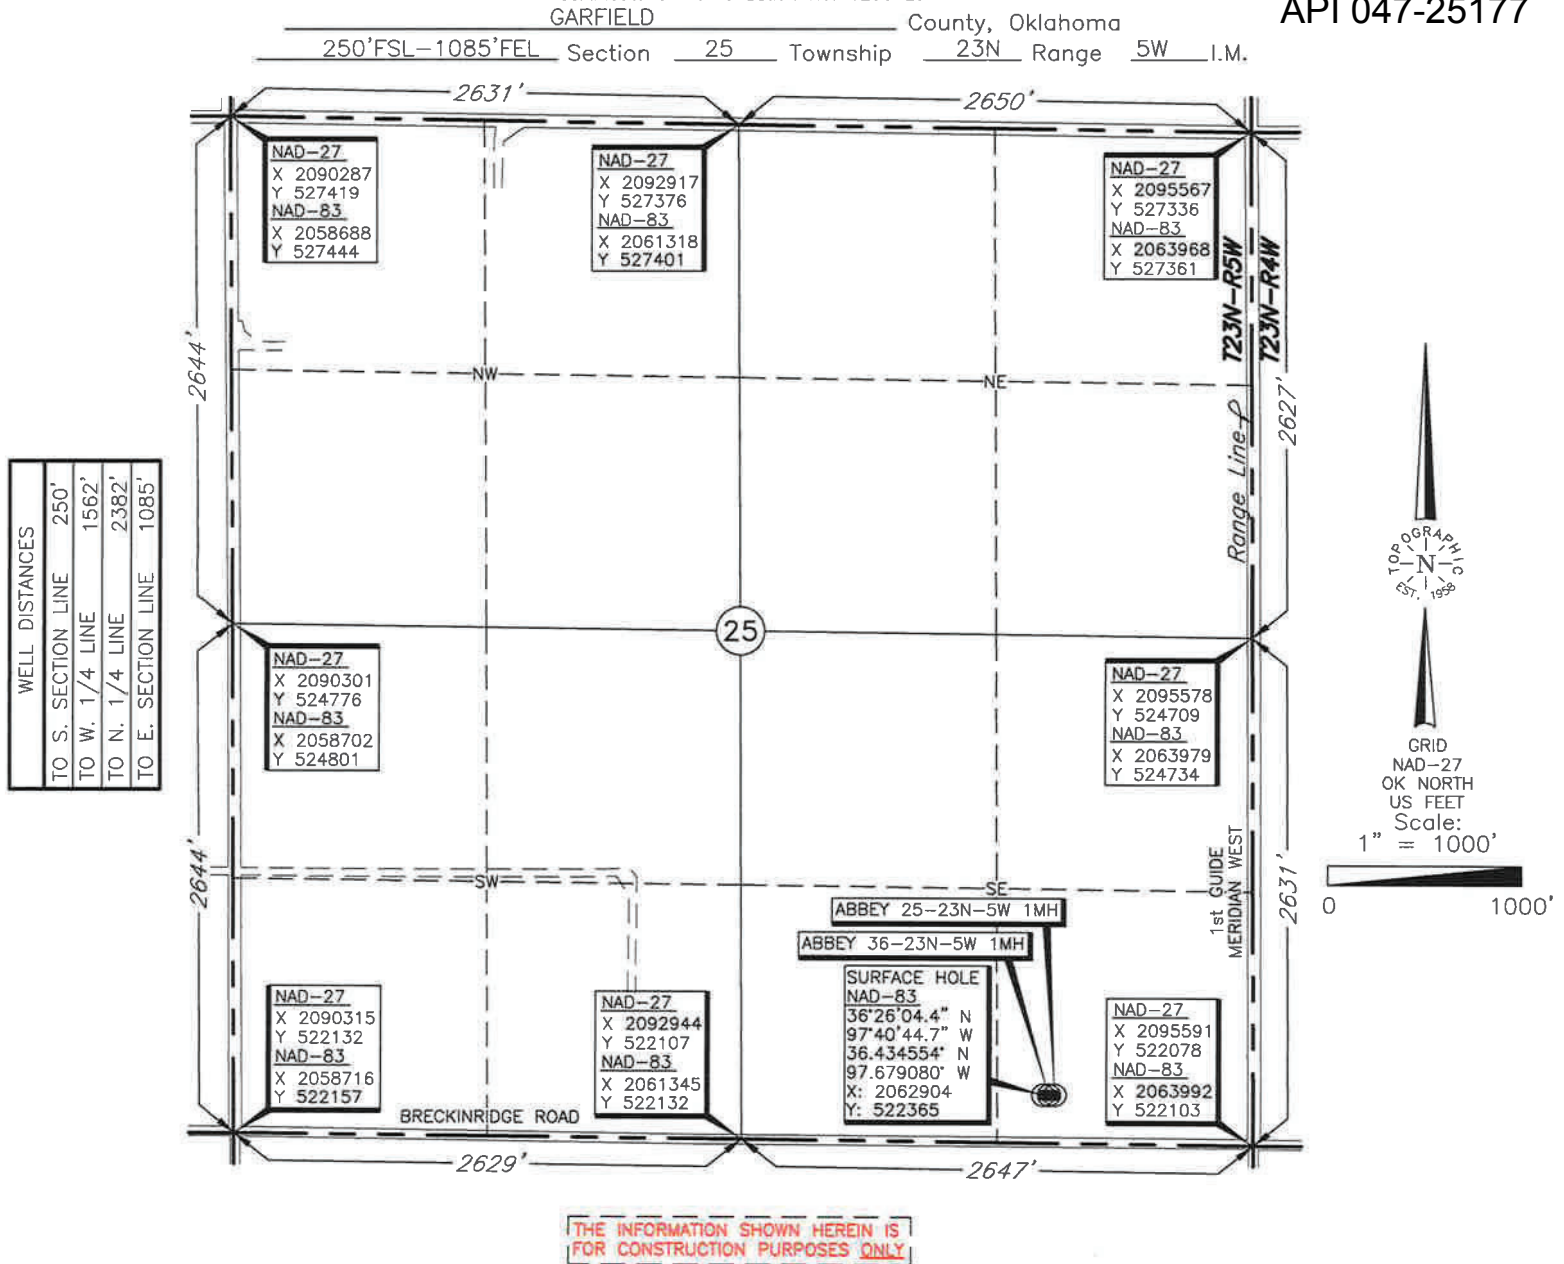 API 047-25177
GARFIELD County, Oklahoma
250'FSL-1085'FEL Section 25 Township 23N Range 5W I.M.
2631'
2650'
NAD-27
X 2090287
Y 527419
NAD-83
X 2058688
Y 527444
NAD-27
X 2092917
Y 527376
NAD-83
X 2061318
Y 527401
NAD-27
X 2095567
Y 527336
NAD-83
X 2063968
Y 527361
T23N-R5W
T23N-R4W
2644'
2627'
NW
NE
Range Line
WELL DISTANCES
TO S. SECTION LINE 250'
TO W. 1/4 LINE 1562'
TO N. 1/4 LINE 2382'
TO E. SECTION LINE 1085'
TOPOGRAPHIC
N
EST. 1958
25
NAD-27
X 2090301
Y 524776
NAD-83
X 2058702
Y 524801
NAD-27
X 2095578
Y 524709
NAD-83
X 2063979
Y 524734
GRID
NAD-27
OK NORTH
US FEET
Scale:
1" = 1000'
0 1000'
2644'
2631'
SW
SE
1st GUIDE
MERIDIAN WEST
ABBEY 25-23N-5W 1MH
ABBEY 36-23N-5W 1MH
SURFACE HOLE
NAD-83
36°26'04.4" N
97°40'44.7" W
36.434554° N
97.679080° W
X: 2062904
Y: 522365
NAD-27
X 2090315
Y 522132
NAD-83
X 2058716
Y 522157
NAD-27
X 2092944
Y 522107
NAD-83
X 2061345
Y 522132
NAD-27
X 2095591
Y 522078
NAD-83
X 2063992
Y 522103
BRECKINRIDGE ROAD
2629'
2647'
THE INFORMATION SHOWN HEREIN IS
FOR CONSTRUCTION PURPOSES ONLY